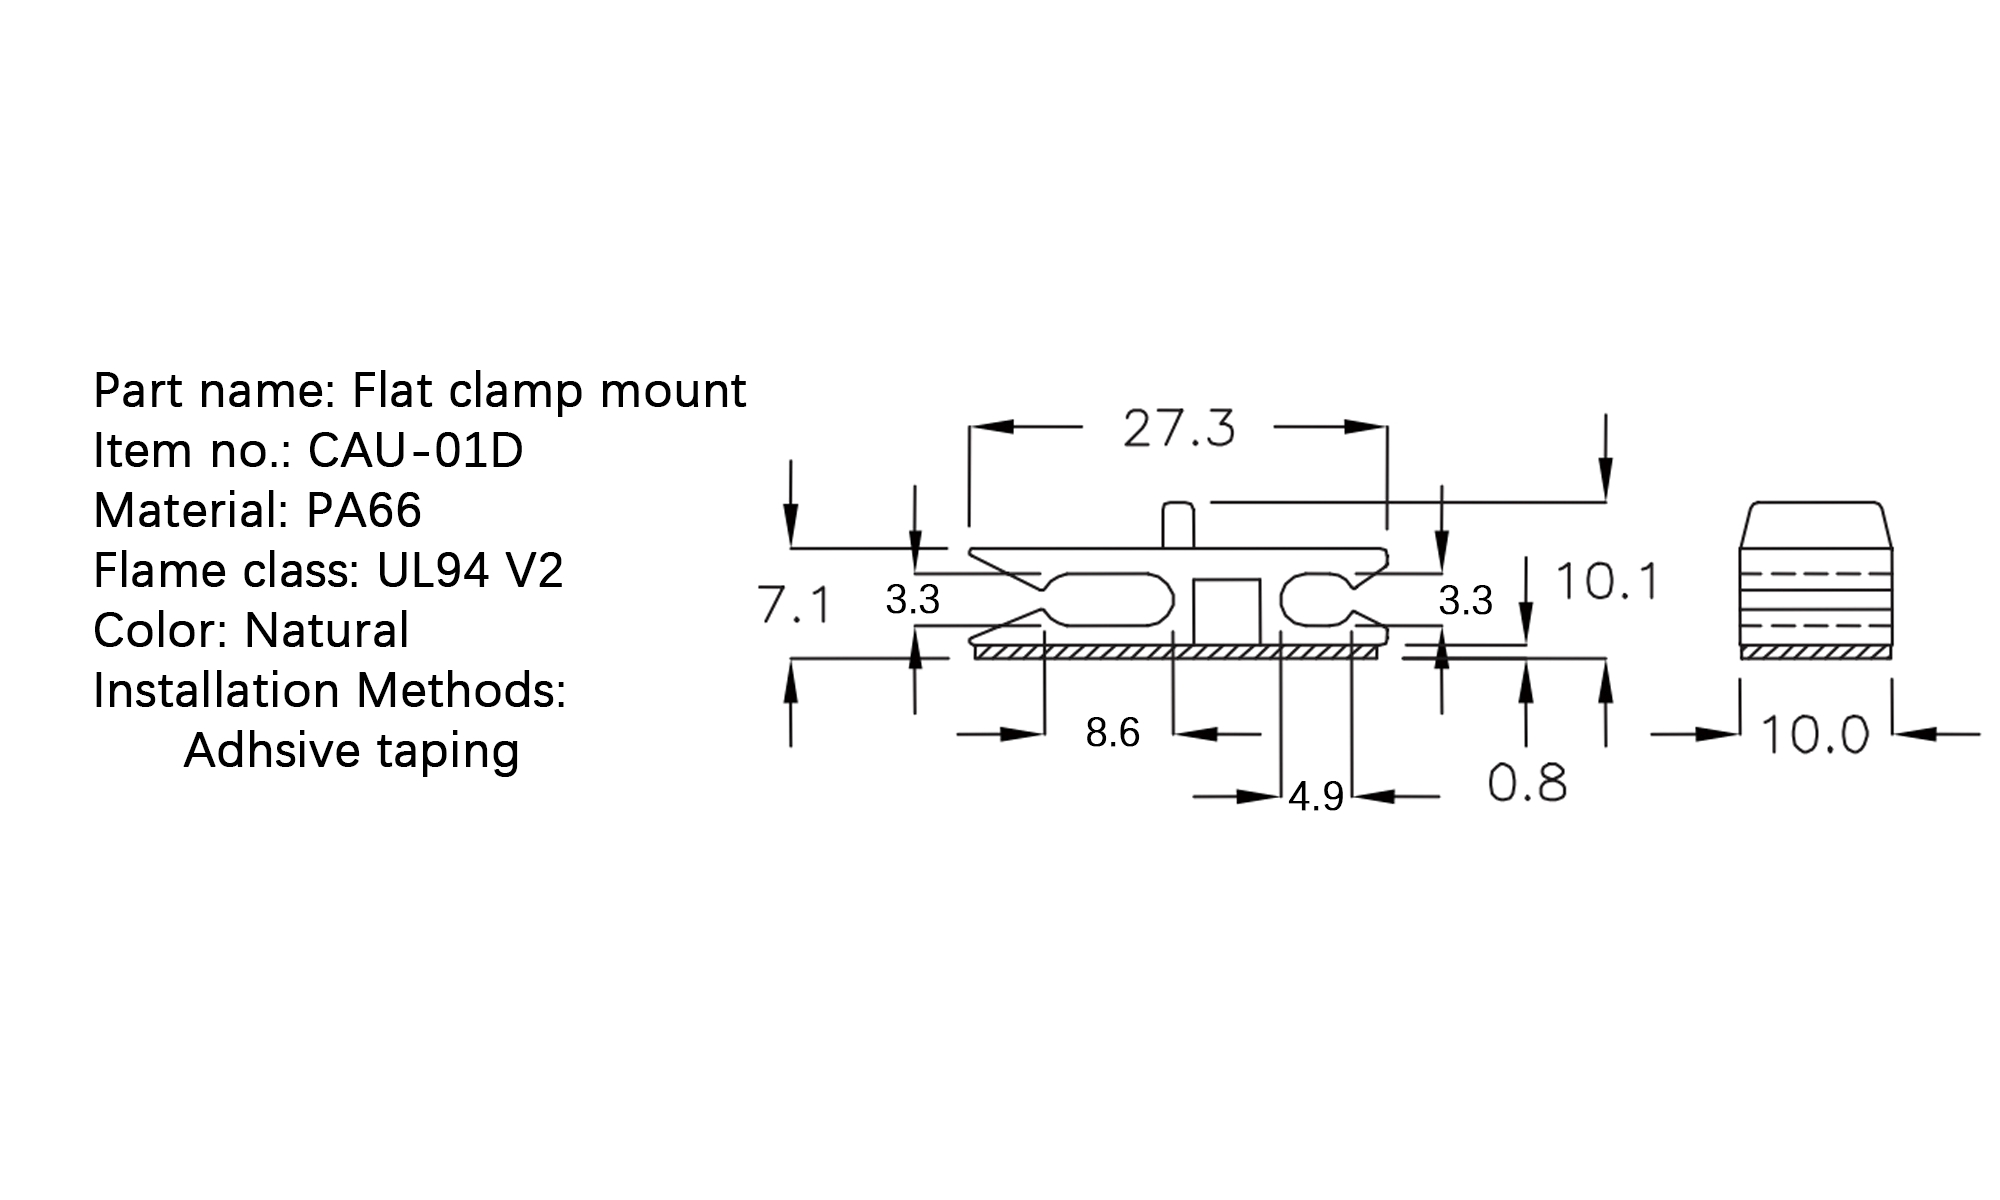 Part name: Flat clamp mount
Item no.: CAU-01D
Material: PA66
Flame class: UL94 V2
Color: Natural
Installation Methods:
Adhsive taping
27.3
7.1
3.3
3.3
10.1
8.6
4.9
0.8
10.0